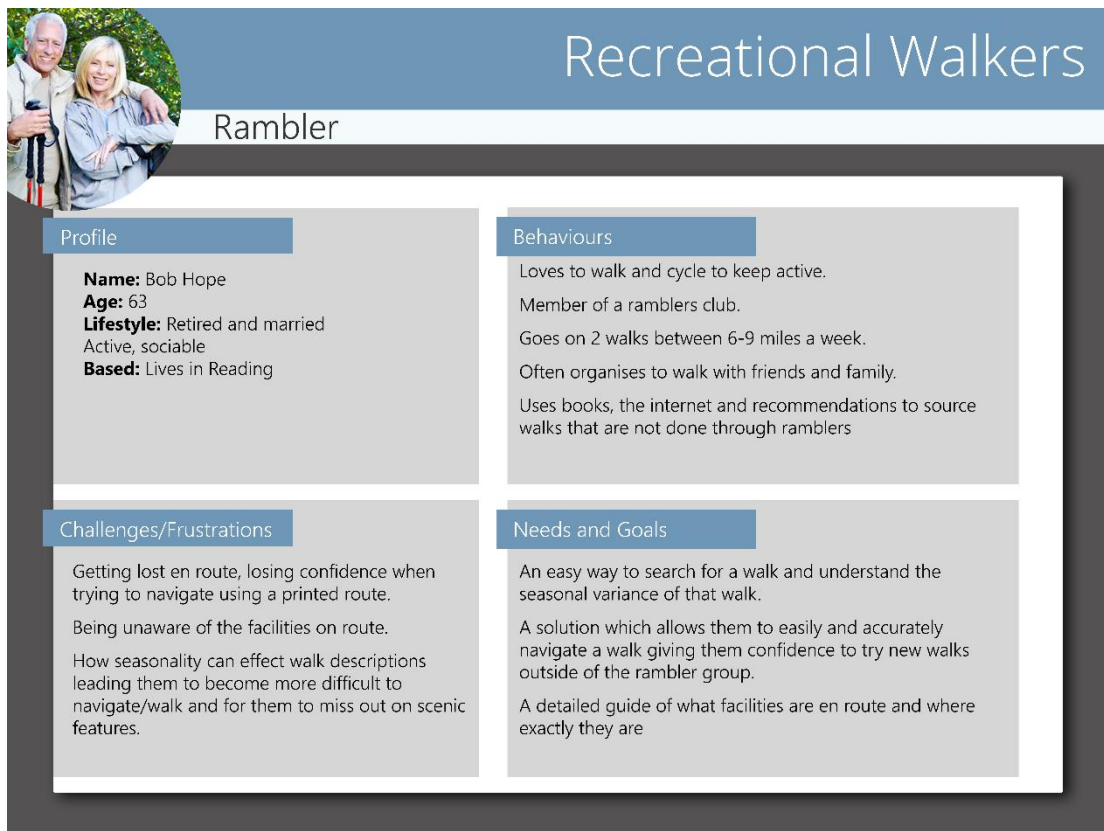 Recreational Walkers
Rambler
Profile
Name: Bob Hope
Age: 63
Lifestyle: Retired and married
Active, sociable
Based: Lives in Reading
Behaviours
Loves to walk and cycle to keep active.
Member of a ramblers club.
Goes on 2 walks between 6-9 miles a week.
Often organises to walk with friends and family.
Uses books, the internet and recommendations to source
walks that are not done through ramblers
Challenges/Frustrations
Getting lost en route, losing confidence when
trying to navigate using a printed route.
Being unaware of the facilities on route.
How seasonality can effect walk descriptions
leading them to become more difficult to
navigate/walk and for them to miss out on scenic
features.
Needs and Goals
An easy way to search for a walk and understand the
seasonal variance of that walk.
A solution which allows them to easily and accurately
navigate a walk giving them confidence to try new walks
outside of the rambler group.
A detailed guide of what facilities are en route and where
exactly they are